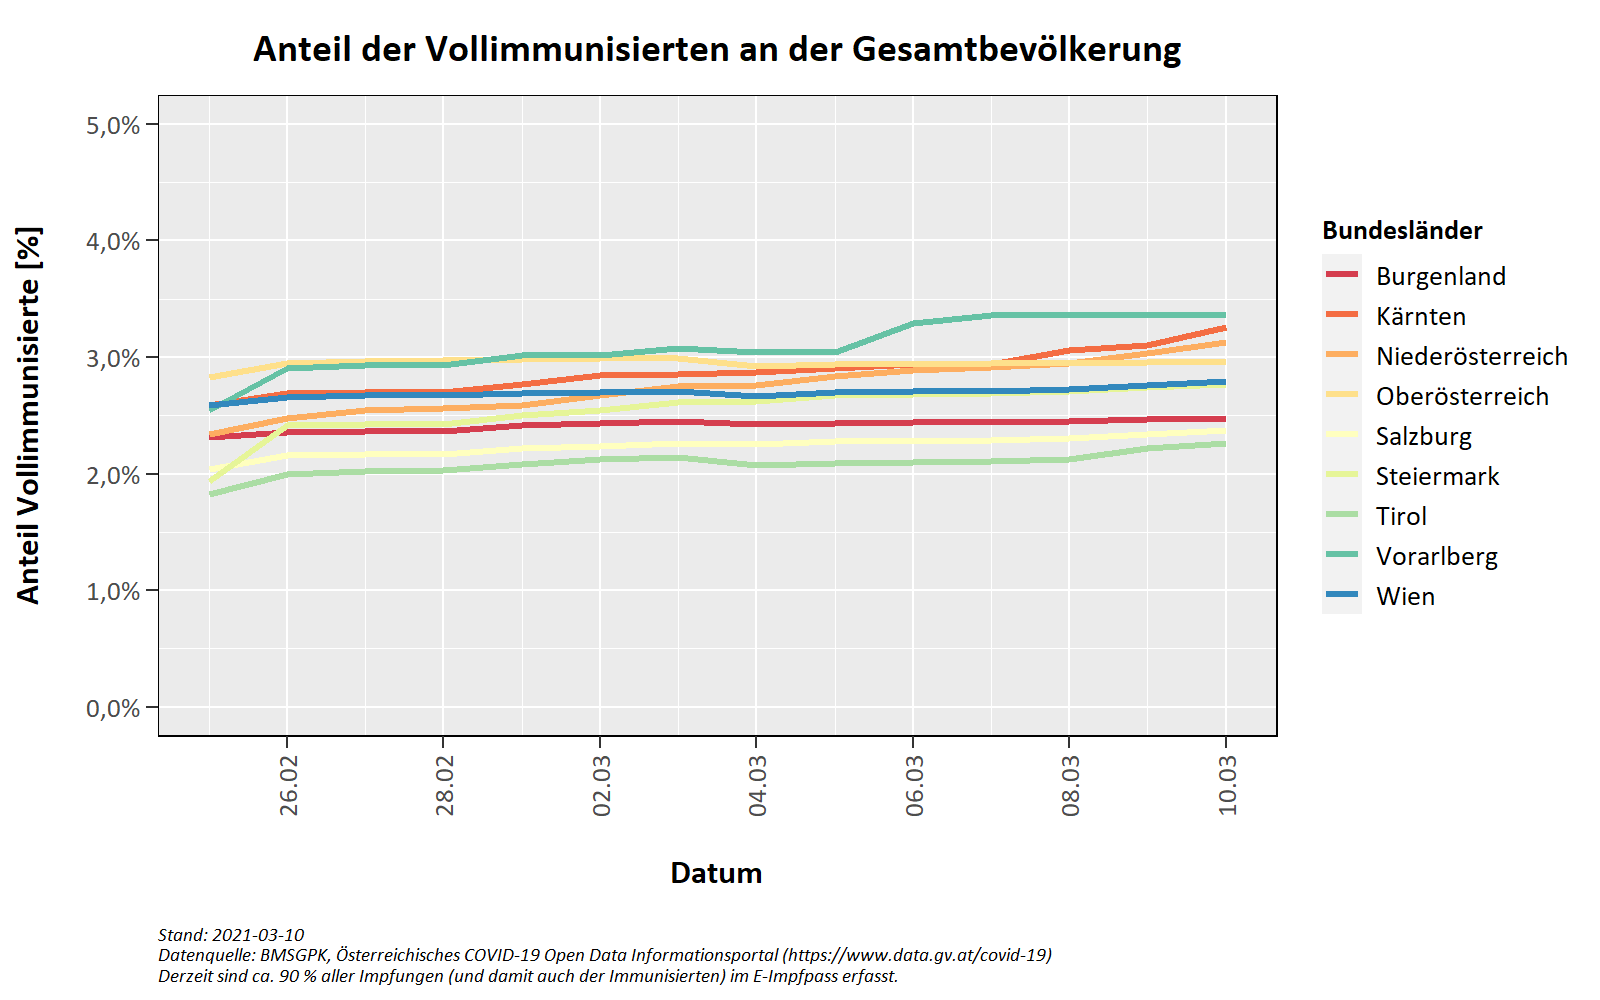 Anteil der Vollimmunisierten an der Gesamtbevölkerung
Anteil Vollimmunisierte [%]
5,0%
4,0%
3,0%
2,0%
1,0%
0,0%
26.02
28.02
02.03
04.03
06.03
08.03
10.03
Datum
Bundesländer
Burgenland
Kärnten
Niederösterreich
Oberösterreich
Salzburg
Steiermark
Tirol
Vorarlberg
Wien
Stand: 2021-03-10
Datenquelle: BMSGPK, Österreichisches COVID-19 Open Data Informationsportal (https://www.data.gv.at/covid-19)
Derzeit sind ca. 90 % aller Impfungen (und damit auch der Immunisierten) im E-Impfpass erfasst.